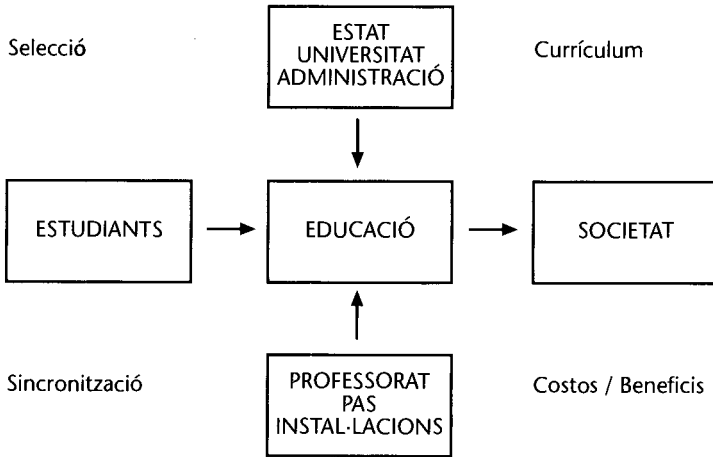 Selecció
ESTAT
UNIVERSITAT
ADMINISTRACIÓ
Currículum
ESTUDIANTS
EDUCACIÓ
SOCIETAT
Sincronització
PROFESSORAT
PAS
INSTAL·LACIONS
Costos / Beneficis